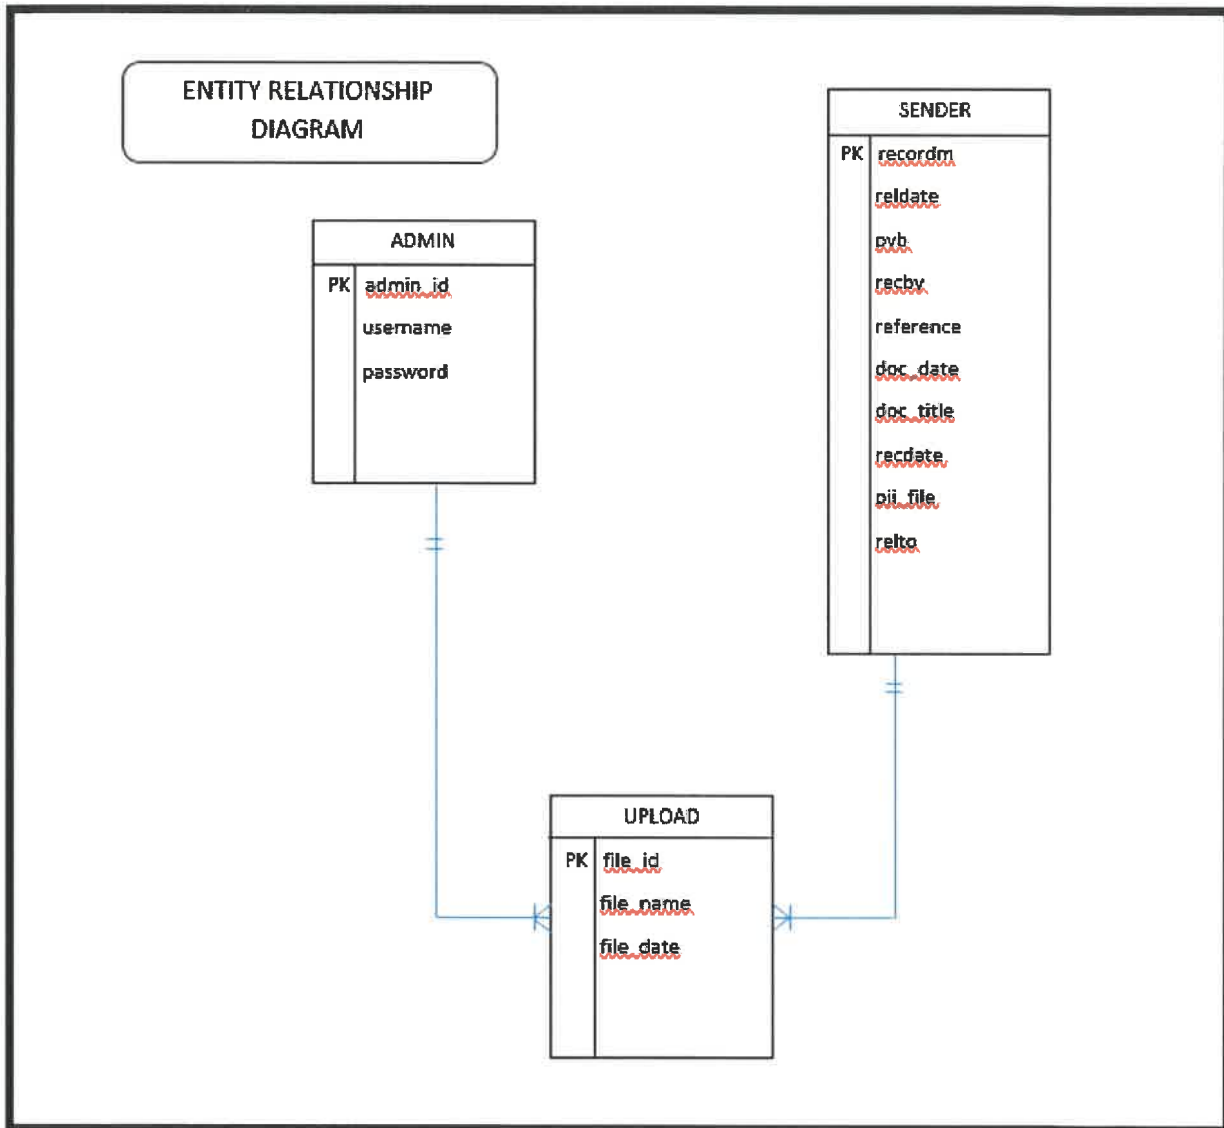 ENTITY RELATIONSHIP
DIAGRAM
SENDER
PK recordm
reldate
pyb
recby
reference
doc_date
doc_title
recdate
pii_file
relto
ADMIN
PK admin_id
username
password
UPLOAD
PK file_id
file_name
file_date